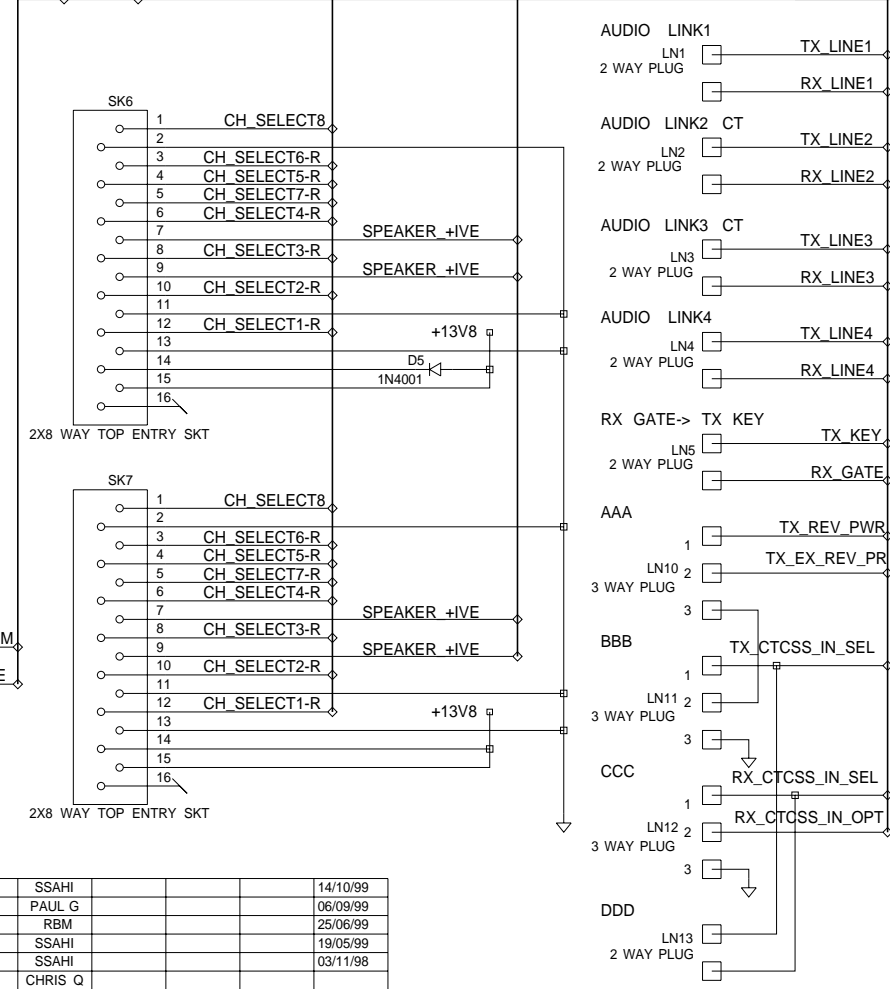 SK6
1 CH_SELECT8
2
3 CH_SELECT6-R
4 CH_SELECT5-R
5 CH_SELECT7-R
6 CH_SELECT4-R
7 SPEAKER_+IVE
8 CH_SELECT3-R
9 SPEAKER_+IVE
10 CH_SELECT2-R
11
12 CH_SELECT1-R +13V8
13
14 D5
15 1N4001
16
2X8 WAY TOP ENTRY SKT
SK7
1 CH_SELECT8
2
3 CH_SELECT6-R
4 CH_SELECT5-R
5 CH_SELECT7-R
6 CH_SELECT4-R
7 SPEAKER_+IVE
8 CH_SELECT3-R
9 SPEAKER_+IVE
10 CH_SELECT2-R
11
12 CH_SELECT1-R +13V8
13
14
15
16
2X8 WAY TOP ENTRY SKT
M
E
AUDIO LINK1
LN1 TX_LINE1
2 WAY PLUG
RX_LINE1
AUDIO LINK2 CT
LN2 TX_LINE2
2 WAY PLUG
RX_LINE2
AUDIO LINK3 CT
LN3 TX_LINE3
2 WAY PLUG
RX_LINE3
AUDIO LINK4
LN4 TX_LINE4
2 WAY PLUG
RX_LINE4
RX GATE-> TX KEY
LN5 TX_KEY
2 WAY PLUG
RX_GATE
AAA
1 TX_REV_PWR
LN10 2 TX_EX_REV_PR
3 WAY PLUG
3
BBB
1 TX_CTCSS_IN_SEL
LN11 2
3 WAY PLUG
3
CCC
1 RX_CTCSS_IN_SEL
LN12 2 RX_CTCSS_IN_OPT
3 WAY PLUG
3
DDD
LN13
2 WAY PLUG
SSAHI 14/10/99
PAUL G 06/09/99
RBM 25/06/99
SSAHI 19/05/99
SSAHI 03/11/98
CHRIS Q